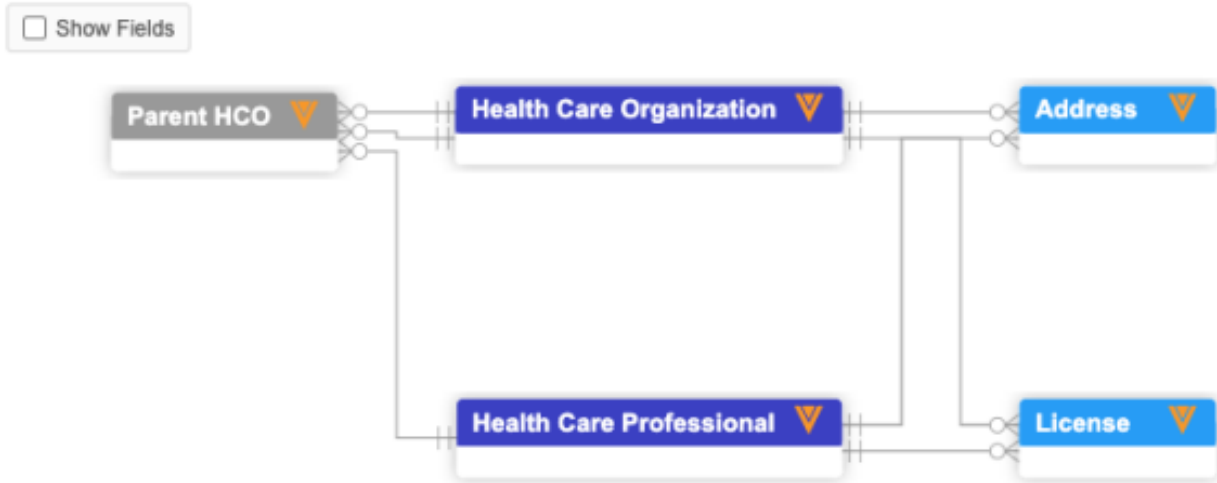 Show Fields
Parent HCO
Health Care Organization
Address
Health Care Professional
License